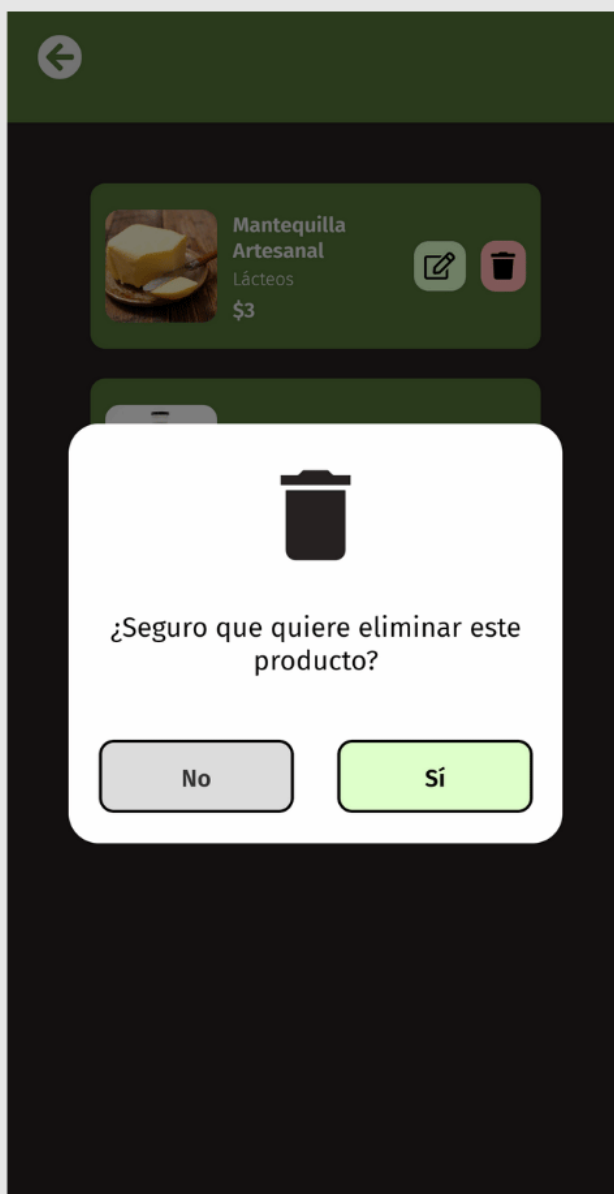 Mantequilla
Artesanal
Lácteos
$3
¿Seguro que quiere eliminar este
producto?
No
Sí